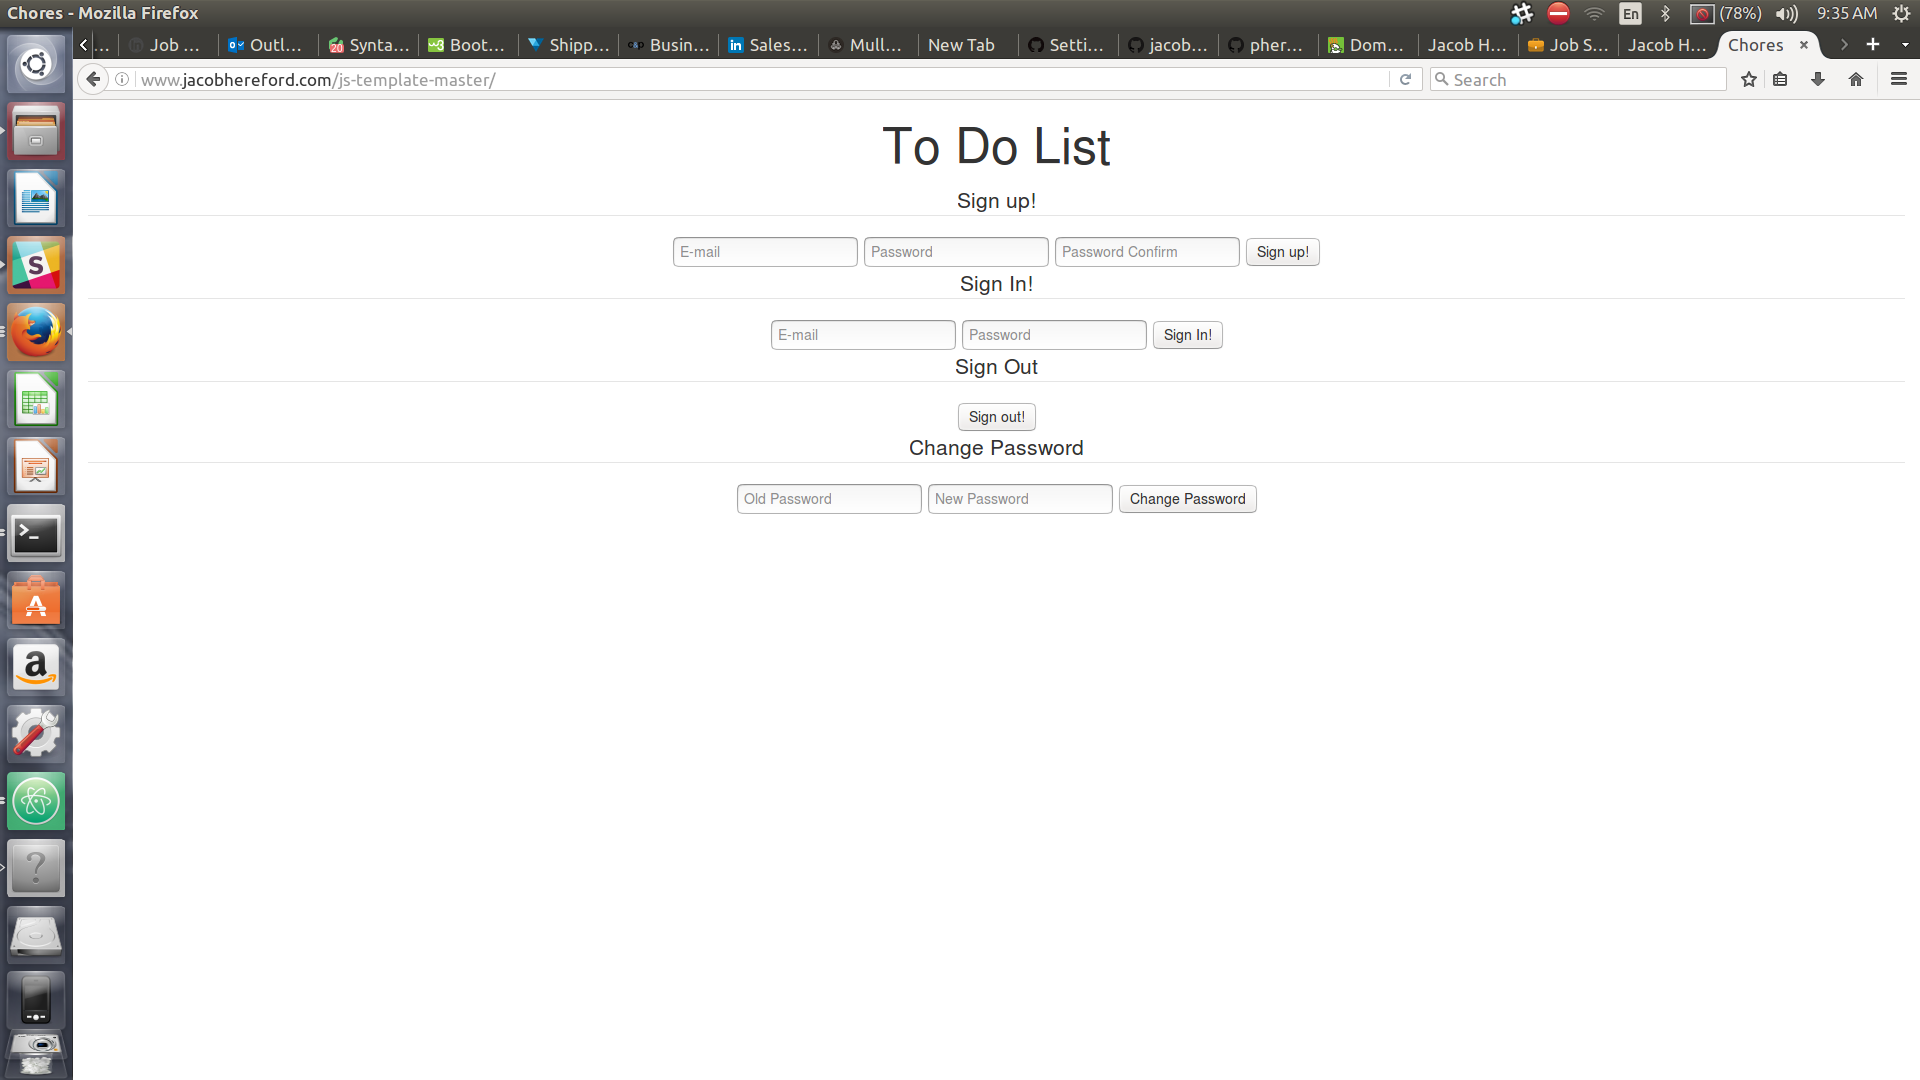 Chores - Mozilla Firefox
En
(78%)
9:35 AM
...
Job ...
Outl...
Synta...
Boot...
Shipp...
Busin...
Sales...
Mull...
New Tab
Setti...
jacob...
pher...
Dom...
Jacob H...
Job S...
Jacob H...
Chores
www.jacobhereford.com/js-template-master/
Search
To Do List
Sign up!
E-mail Password Password Confirm Sign up!
Sign In!
E-mail Password Sign In!
Sign Out
Sign out!
Change Password
Old Password New Password Change Password